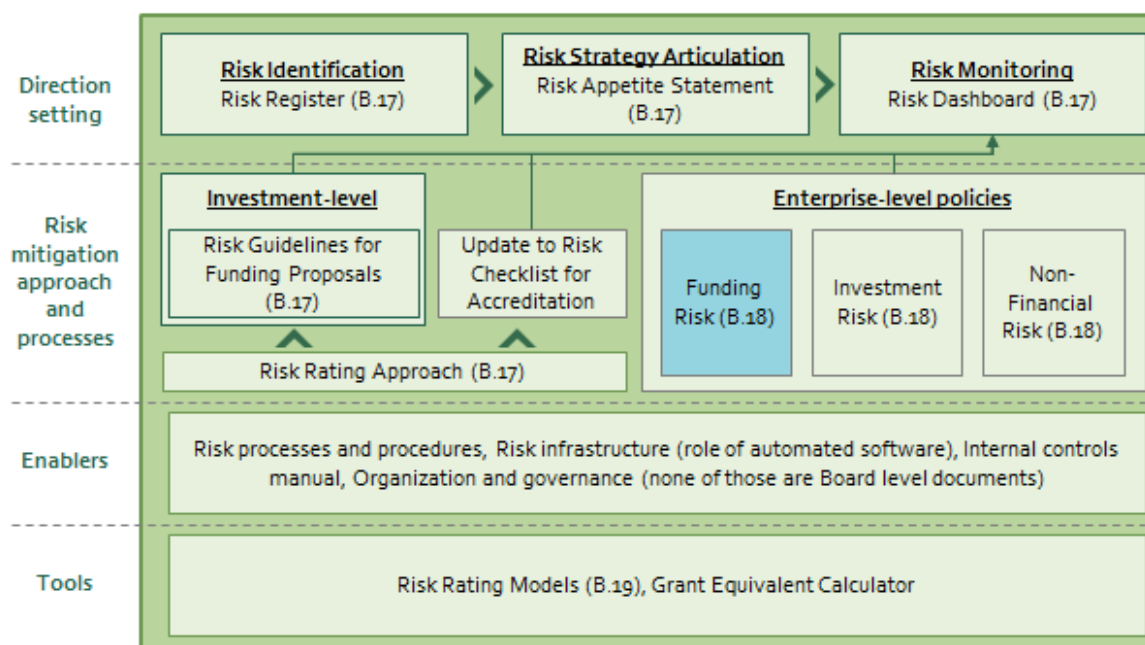 Direction
setting
Risk Identification
Risk Register (B.17)
Risk Strategy Articulation
Risk Appetite Statement
(B.17)
Risk Monitoring
Risk Dashboard (B.17)
Risk
mitigation
approach
and
processes
Investment-level
Risk Guidelines for
Funding Proposals
(B.17)
Update to Risk
Checklist for
Accreditation
Risk Rating Approach (B.17)
Enterprise-level policies
Funding
Risk (B.18)
Investment
Risk (B.18)
Non-
Financial
Risk (B.18)
Enablers
Risk processes and procedures, Risk infrastructure (role of automated software), Internal controls
manual, Organization and governance (none of those are Board level documents)
Tools
Risk Rating Models (B.19), Grant Equivalent Calculator